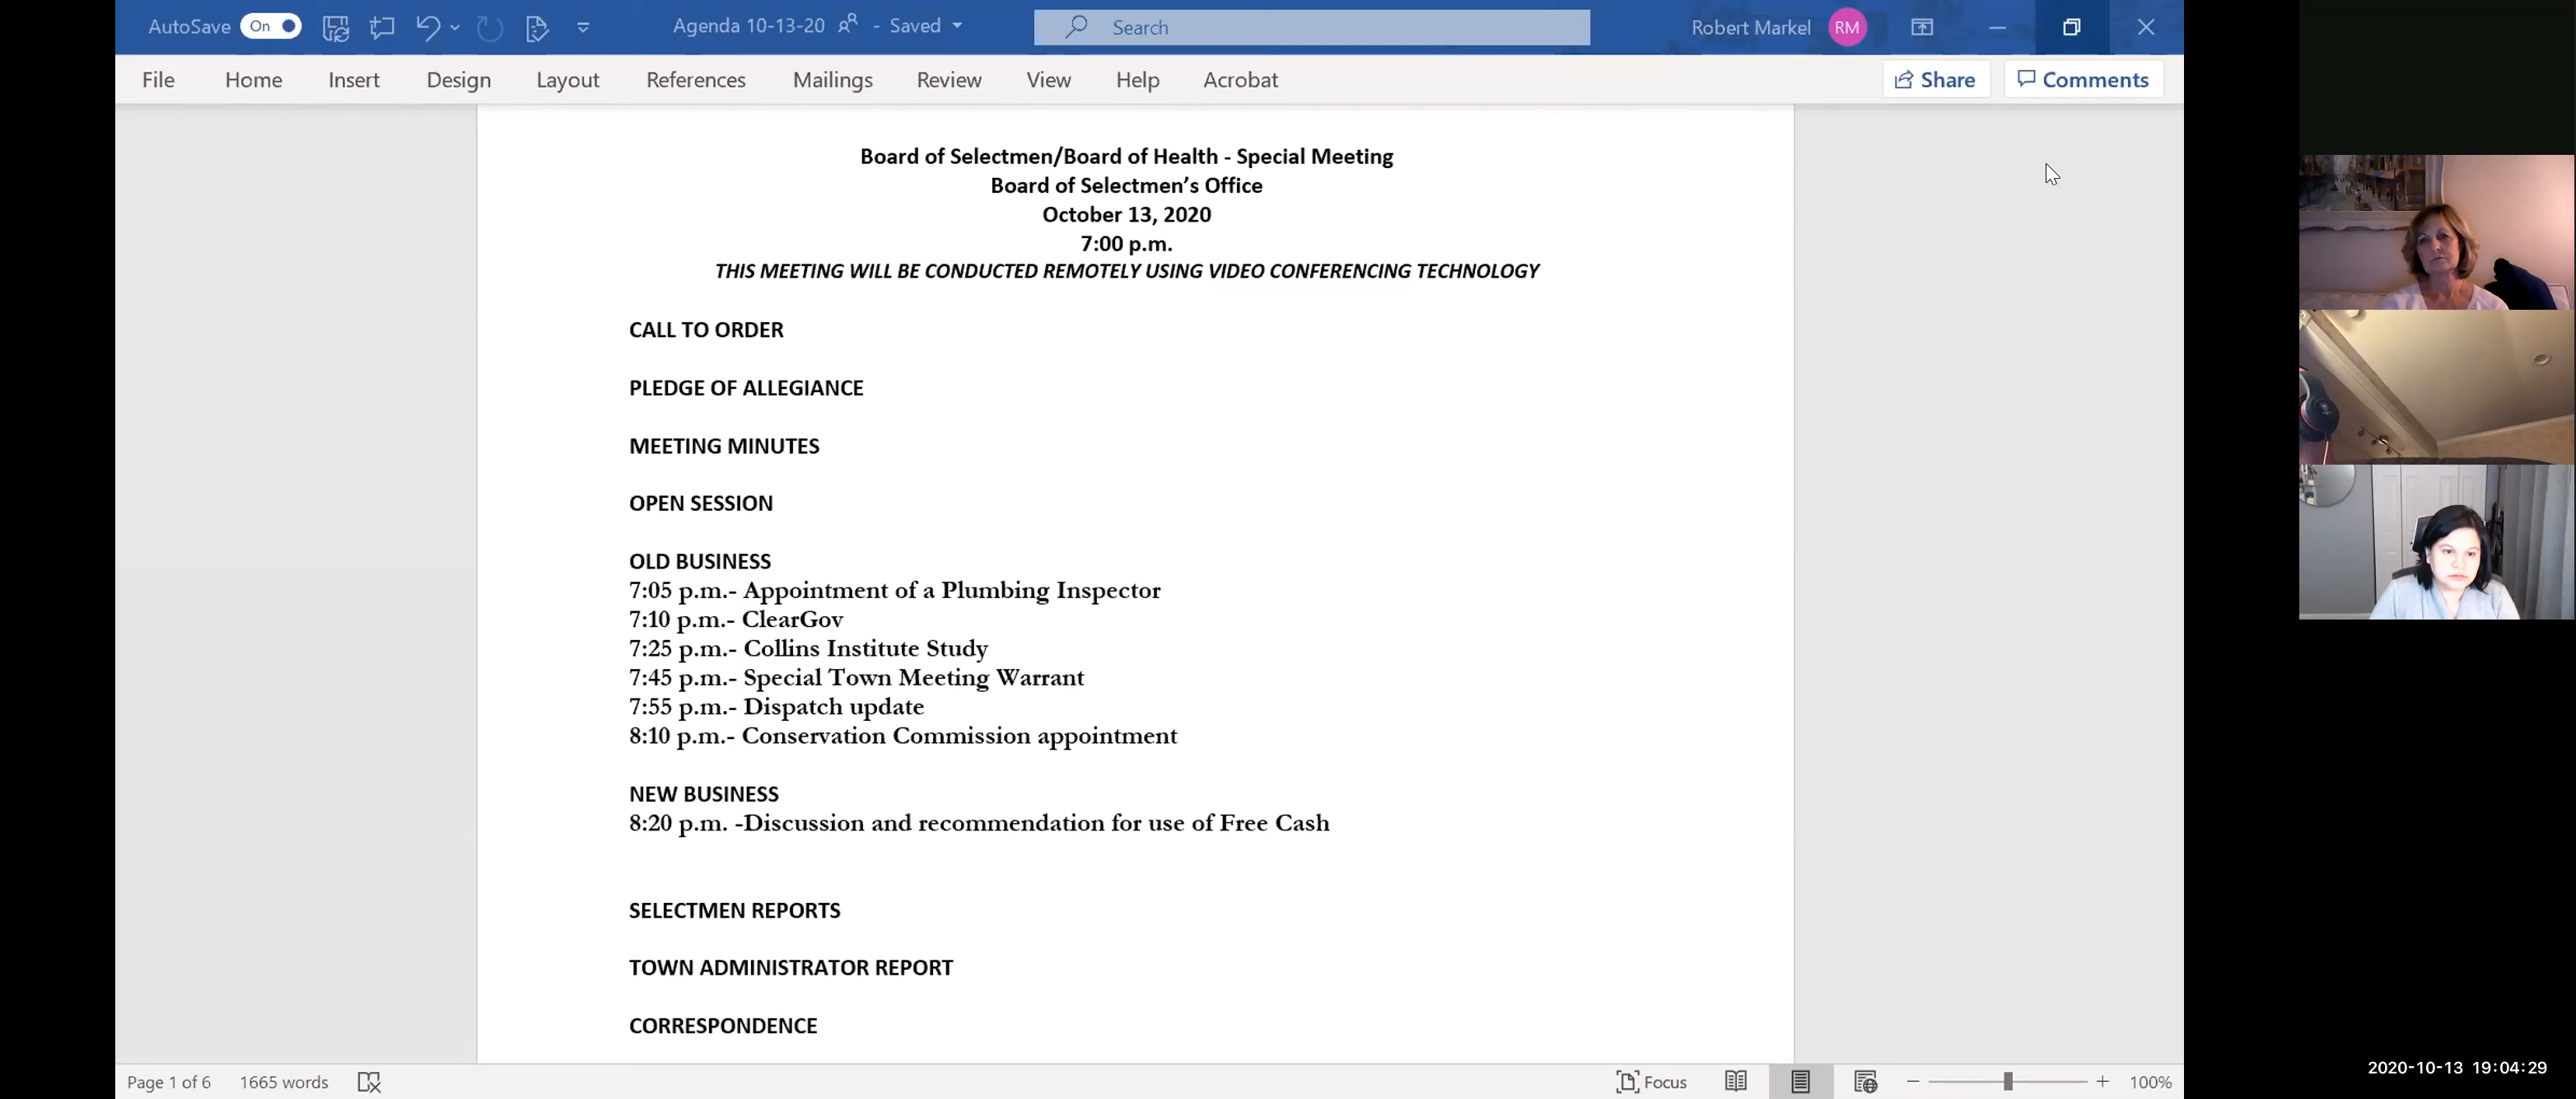 AutoSave On Agenda 10-13-20 - Saved Search Robert Markel RM
File Home Insert Design Layout References Mailings Review View Help Acrobat Share Comments
Board of Selectmen/Board of Health - Special Meeting
Board of Selectmen’s Office
October 13, 2020
7:00 p.m.
THIS MEETING WILL BE CONDUCTED REMOTELY USING VIDEO CONFERENCING TECHNOLOGY
CALL TO ORDER
PLEDGE OF ALLEGIANCE
MEETING MINUTES
OPEN SESSION
OLD BUSINESS
7:05 p.m.- Appointment of a Plumbing Inspector
7:10 p.m.- ClearGov
7:25 p.m.- Collins Institute Study
7:45 p.m.- Special Town Meeting Warrant
7:55 p.m.- Dispatch update
8:10 p.m.- Conservation Commission appointment
NEW BUSINESS
8:20 p.m. -Discussion and recommendation for use of Free Cash
SELECTMEN REPORTS
TOWN ADMINISTRATOR REPORT
CORRESPONDENCE
Page 1 of 6 1665 words Focus 100%
2020-10-13 19:04:29